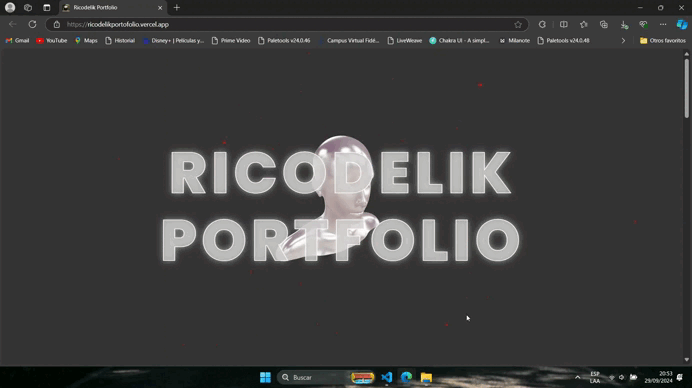 Ricodelik Portfolio
https://ricodelikportofolio.vercel.app
Gmail
YouTube
Maps
Historial
Disney+ | Películas y...
Prime Video
Paletools v24.0.46
Campus Virtual Fidé...
LiveWeave
Chakra UI - A simpl...
Milanote
Paletools v24.0.48
Otros favoritos
RICODELIK
PORTFOLIO
Buscar
ESP
LAA
20:53
29/09/2024